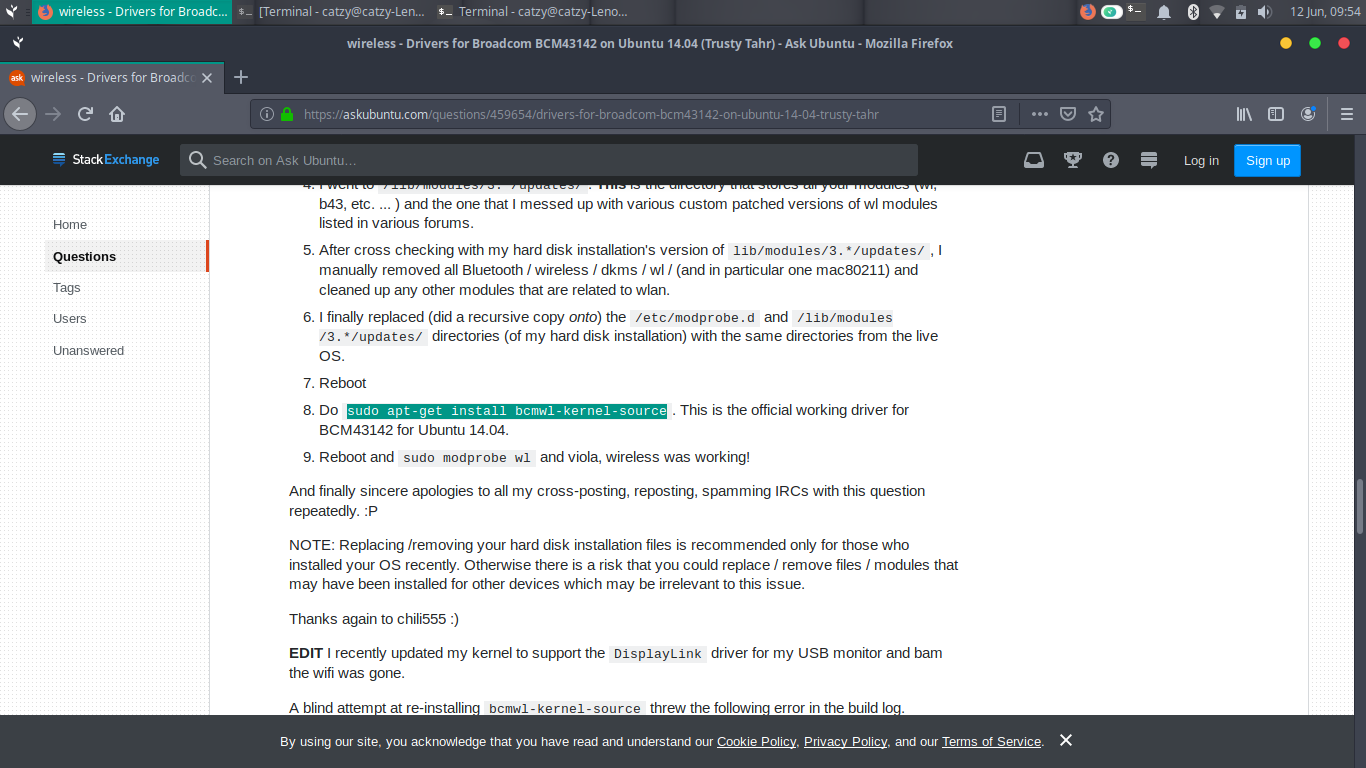 wireless - Drivers for Broadc...
[Terminal - catzy@catzy-Len...
Terminal - catzy@catzy-Leno...
12 Jun, 09:54
wireless - Drivers for Broadcom BCM43142 on Ubuntu 14.04 (Trusty Tahr) - Ask Ubuntu - Mozilla Firefox
ask
wireless - Drivers for Broadco
https://askubuntu.com/questions/459654/drivers-for-broadcom-bcm43142-on-ubuntu-14-04-trusty-tahr
StackExchange
Search on Ask Ubuntu…
Log in
Sign up
Home
Questions
Tags
Users
Unanswered
4. I went to /lib/modules/3.*/updates/ . This is the directory that stores all your modules (wl,
b43, etc. ... ) and the one that I messed up with various custom patched versions of wl modules
listed in various forums.
5. After cross checking with my hard disk installation's version of lib/modules/3.*/updates/ , I
manually removed all Bluetooth / wireless / dkms / wl / (and in particular one mac80211) and
cleaned up any other modules that are related to wlan.
6. I finally replaced (did a recursive copy onto) the /etc/modprobe.d and /lib/modules
/3.*/updates/ directories (of my hard disk installation) with the same directories from the live
OS.
7. Reboot
8. Do sudo apt-get install bcmwl-kernel-source . This is the official working driver for
BCM43142 for Ubuntu 14.04.
9. Reboot and sudo modprobe wl and viola, wireless was working!
And finally sincere apologies to all my cross-posting, reposting, spamming IRCs with this question
repeatedly. :P
NOTE: Replacing /removing your hard disk installation files is recommended only for those who
installed your OS recently. Otherwise there is a risk that you could replace / remove files / modules that
may have been installed for other devices which may be irrelevant to this issue.
Thanks again to chili555 :)
EDIT I recently updated my kernel to support the DisplayLink driver for my USB monitor and bam
the wifi was gone.
A blind attempt at re-installing bcmwl-kernel-source threw the following error in the build log.
By using our site, you acknowledge that you have read and understand our Cookie Policy, Privacy Policy, and our Terms of Service.